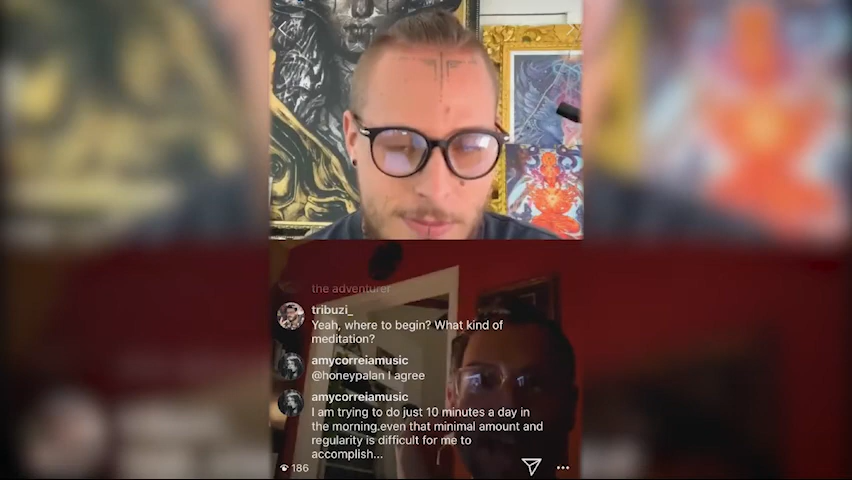 the adventurer
tribuzi_
Yeah, where to begin? What kind of
meditation?
amycorreiamusic
@honeypalan I agree
amycorreiamusic
I am trying to do just 10 minutes a day in
the morning.even that minimal amount and
regularity is difficult for me to
accomplish...
186